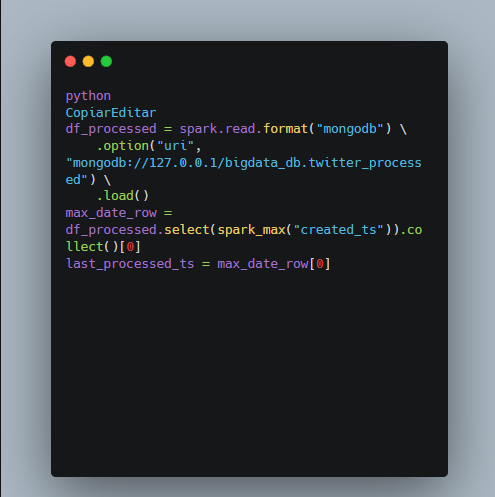 python
CopiarEditar
df_processed = spark.read.format("mongodb") \
    .option("uri",
"mongodb://127.0.0.1/bigdata_db.twitter_process
ed") \
    .load()
max_date_row =
df_processed.select(spark_max("created_ts")).co
llect()[0]
last_processed_ts = max_date_row[0]